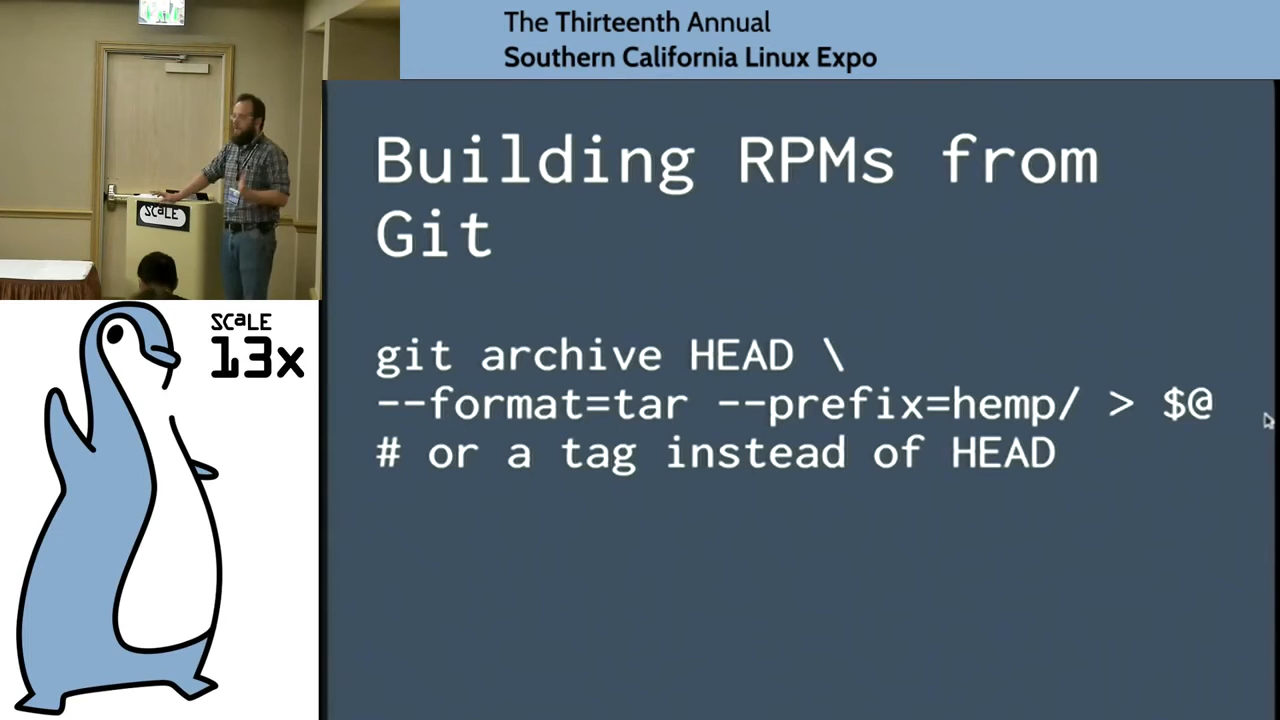 The Thirteenth Annual
Southern California Linux Expo
SCaLE
SCALE
13x
Building RPMs from
Git
git archive HEAD \
--format=tar --prefix=hemp/ > $@
# or a tag instead of HEAD